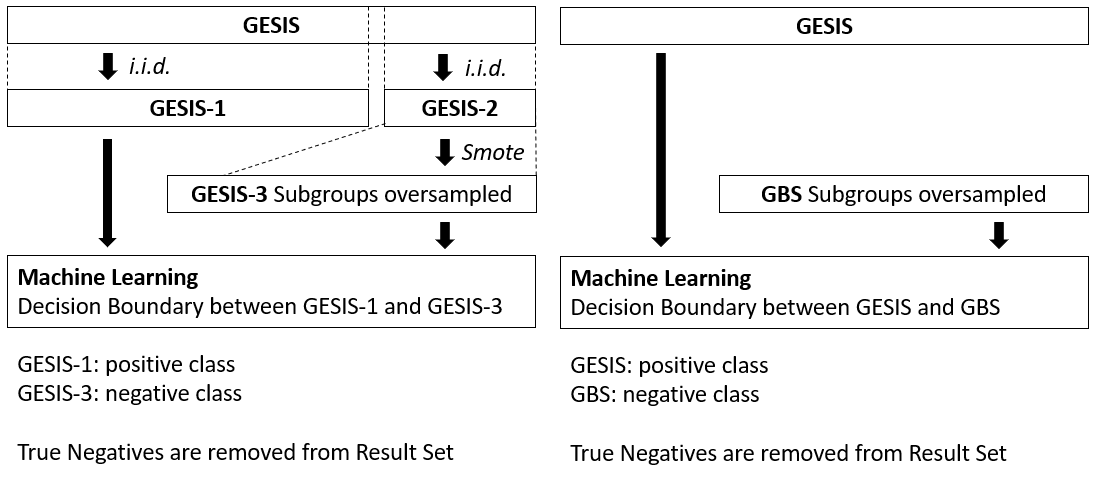 GESIS
i.i.d.
i.i.d.
GESIS-1
GESIS-2
Smote
GESIS-3 Subgroups oversampled
Machine Learning
Decision Boundary between GESIS-1 and GESIS-3
GESIS-1: positive class
GESIS-3: negative class
True Negatives are removed from Result Set
GESIS
GBS Subgroups oversampled
Machine Learning
Decision Boundary between GESIS and GBS
GESIS: positive class
GBS: negative class
True Negatives are removed from Result Set